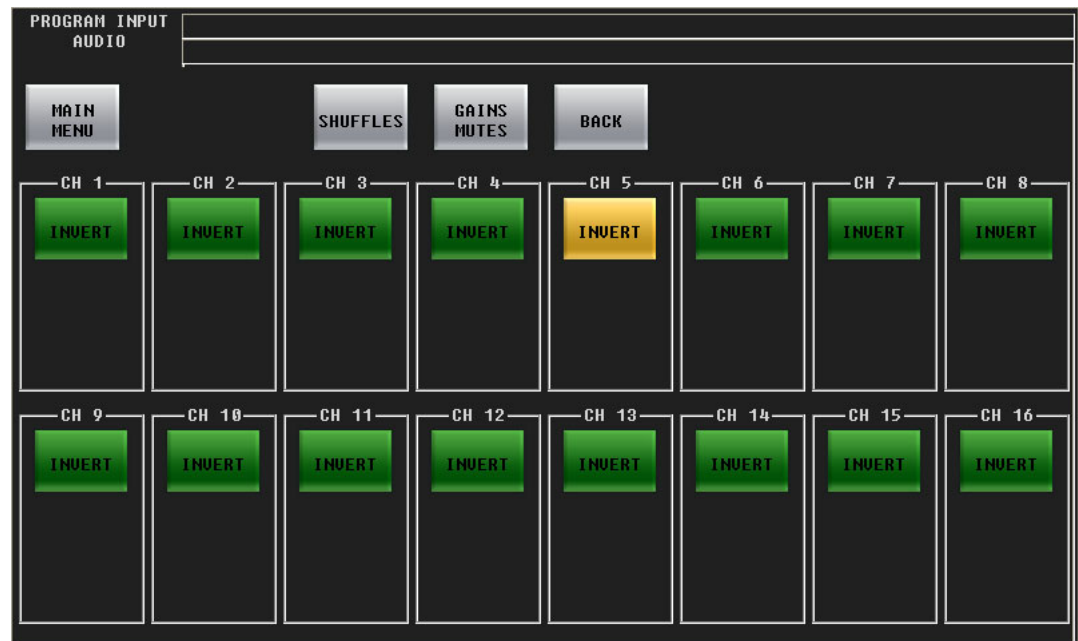 PROGRAM INPUT
AUDIO
MAIN
MENU
SHUFFLES
GAINS
MUTES
BACK
CH 1
CH 2
CH 3
CH 4
CH 5
CH 6
CH 7
CH 8
INVERT
INVERT
INVERT
INVERT
INVERT
INVERT
INVERT
INVERT
CH 9
CH 10
CH 11
CH 12
CH 13
CH 14
CH 15
CH 16
INVERT
INVERT
INVERT
INVERT
INVERT
INVERT
INVERT
INVERT